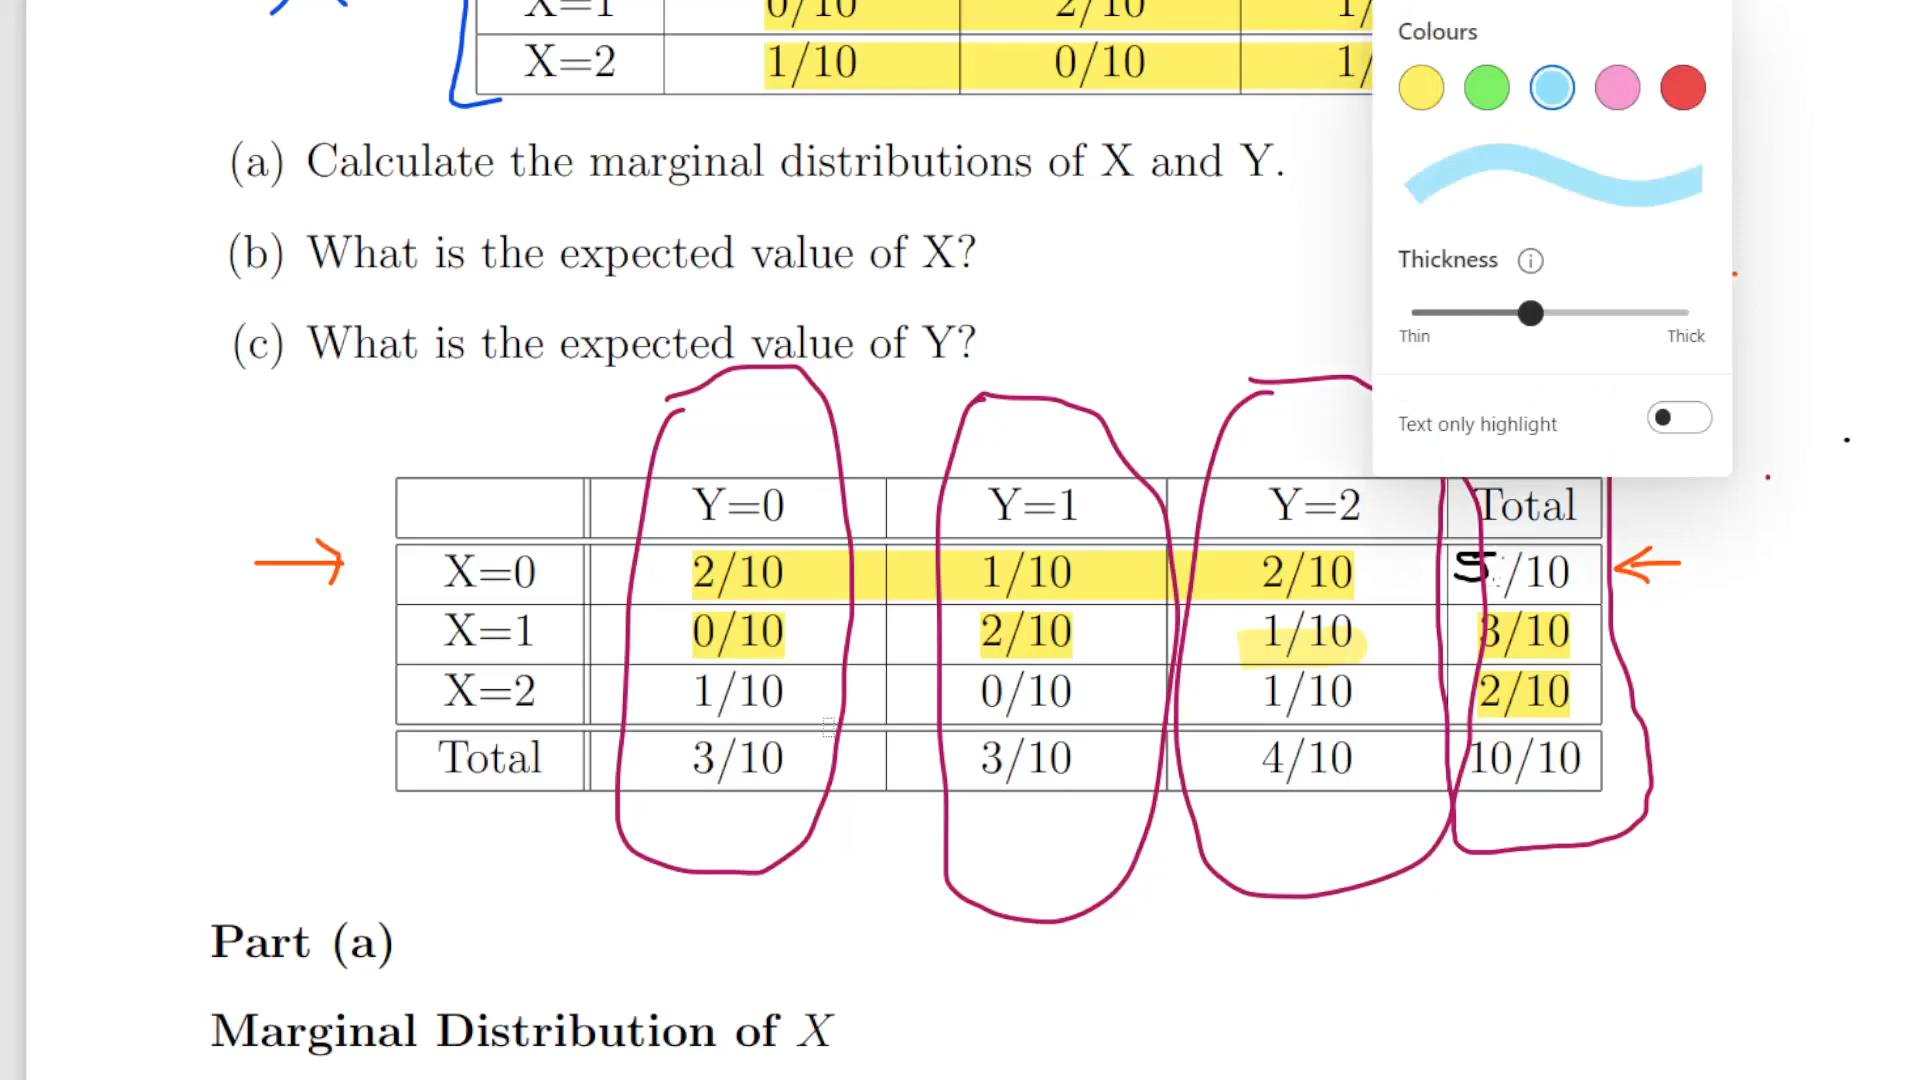 X=1 0/10 2/10 1/
X=2 1/10 0/10 1/
Colours
(a) Calculate the marginal distributions of X and Y.
(b) What is the expected value of X?
Thickness
Thin Thick
(c) What is the expected value of Y?
Text only highlight
Y=0 Y=1 Y=2 Total
X=0 2/10 1/10 2/10 5/10
X=1 0/10 2/10 1/10 3/10
X=2 1/10 0/10 1/10 2/10
Total 3/10 3/10 4/10 10/10
Part (a)
Marginal Distribution of X